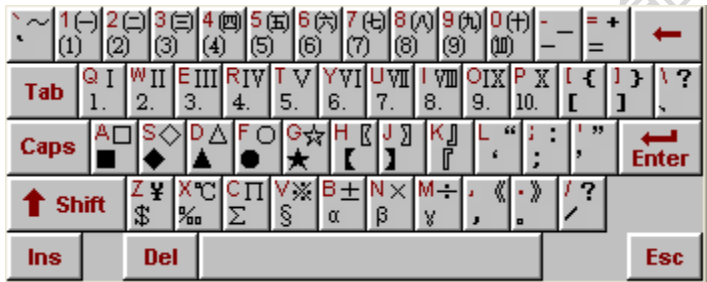 ` ～ 1 ㈠ 2 ㈡ 3 ㈢ 4 ㈣ 5 ㈤ 6 ㈥ 7 ㈦ 8 ㈧ 9 ㈨ 0 ㈩ - _ = + ←
、 ⑴ ⑵ ⑶ ⑷ ⑸ ⑹ ⑺ ⑻ ⑼ ⑽ – =
Tab Q Ⅰ W Ⅱ E Ⅲ R Ⅳ T Ⅴ Y Ⅵ U Ⅶ I Ⅷ O Ⅸ P Ⅹ [ { ] } \ ?
⒈ ⒉ ⒊ ⒋ ⒌ ⒍ ⒎ ⒏ ⒐ ⒑ [ ] 、
Caps A □ S ◇ D △ F ○ G ☆ H 〖 J 〗 K 』 L “ ; : ' ” Enter
■ ◆ ▲ ● ★ 【 】 『 ‘ ; ’
↑ Shift Z ¥ X ℃ C ∏ V ※ B ± N × M ÷ , 《 . 》 / ?
$ ‰ ∑ § α β γ ， 。 /
Ins Del Esc